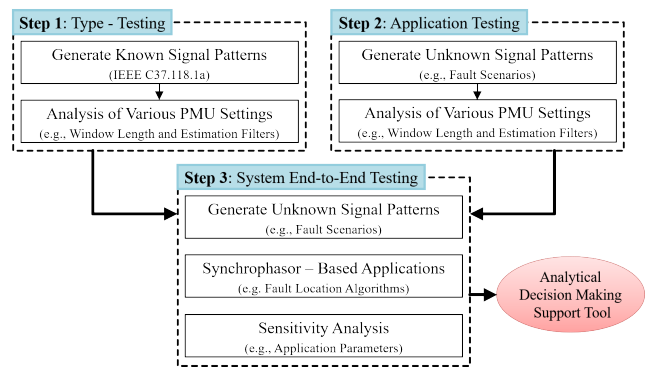 Step 1: Type - Testing
Generate Known Signal Patterns
(IEEE C37.118.1a)
Analysis of Various PMU Settings
(e.g., Window Length and Estimation Filters)
Step 2: Application Testing
Generate Unknown Signal Patterns
(e.g., Fault Scenarios)
Analysis of Various PMU Settings
(e.g., Window Length and Estimation Filters)
Step 3: System End-to-End Testing
Generate Unknown Signal Patterns
(e.g., Fault Scenarios)
Synchrophasor – Based Applications
(e.g. Fault Location Algorithms)
Sensitivity Analysis
(e.g., Application Parameters)
Analytical
Decision Making
Support Tool